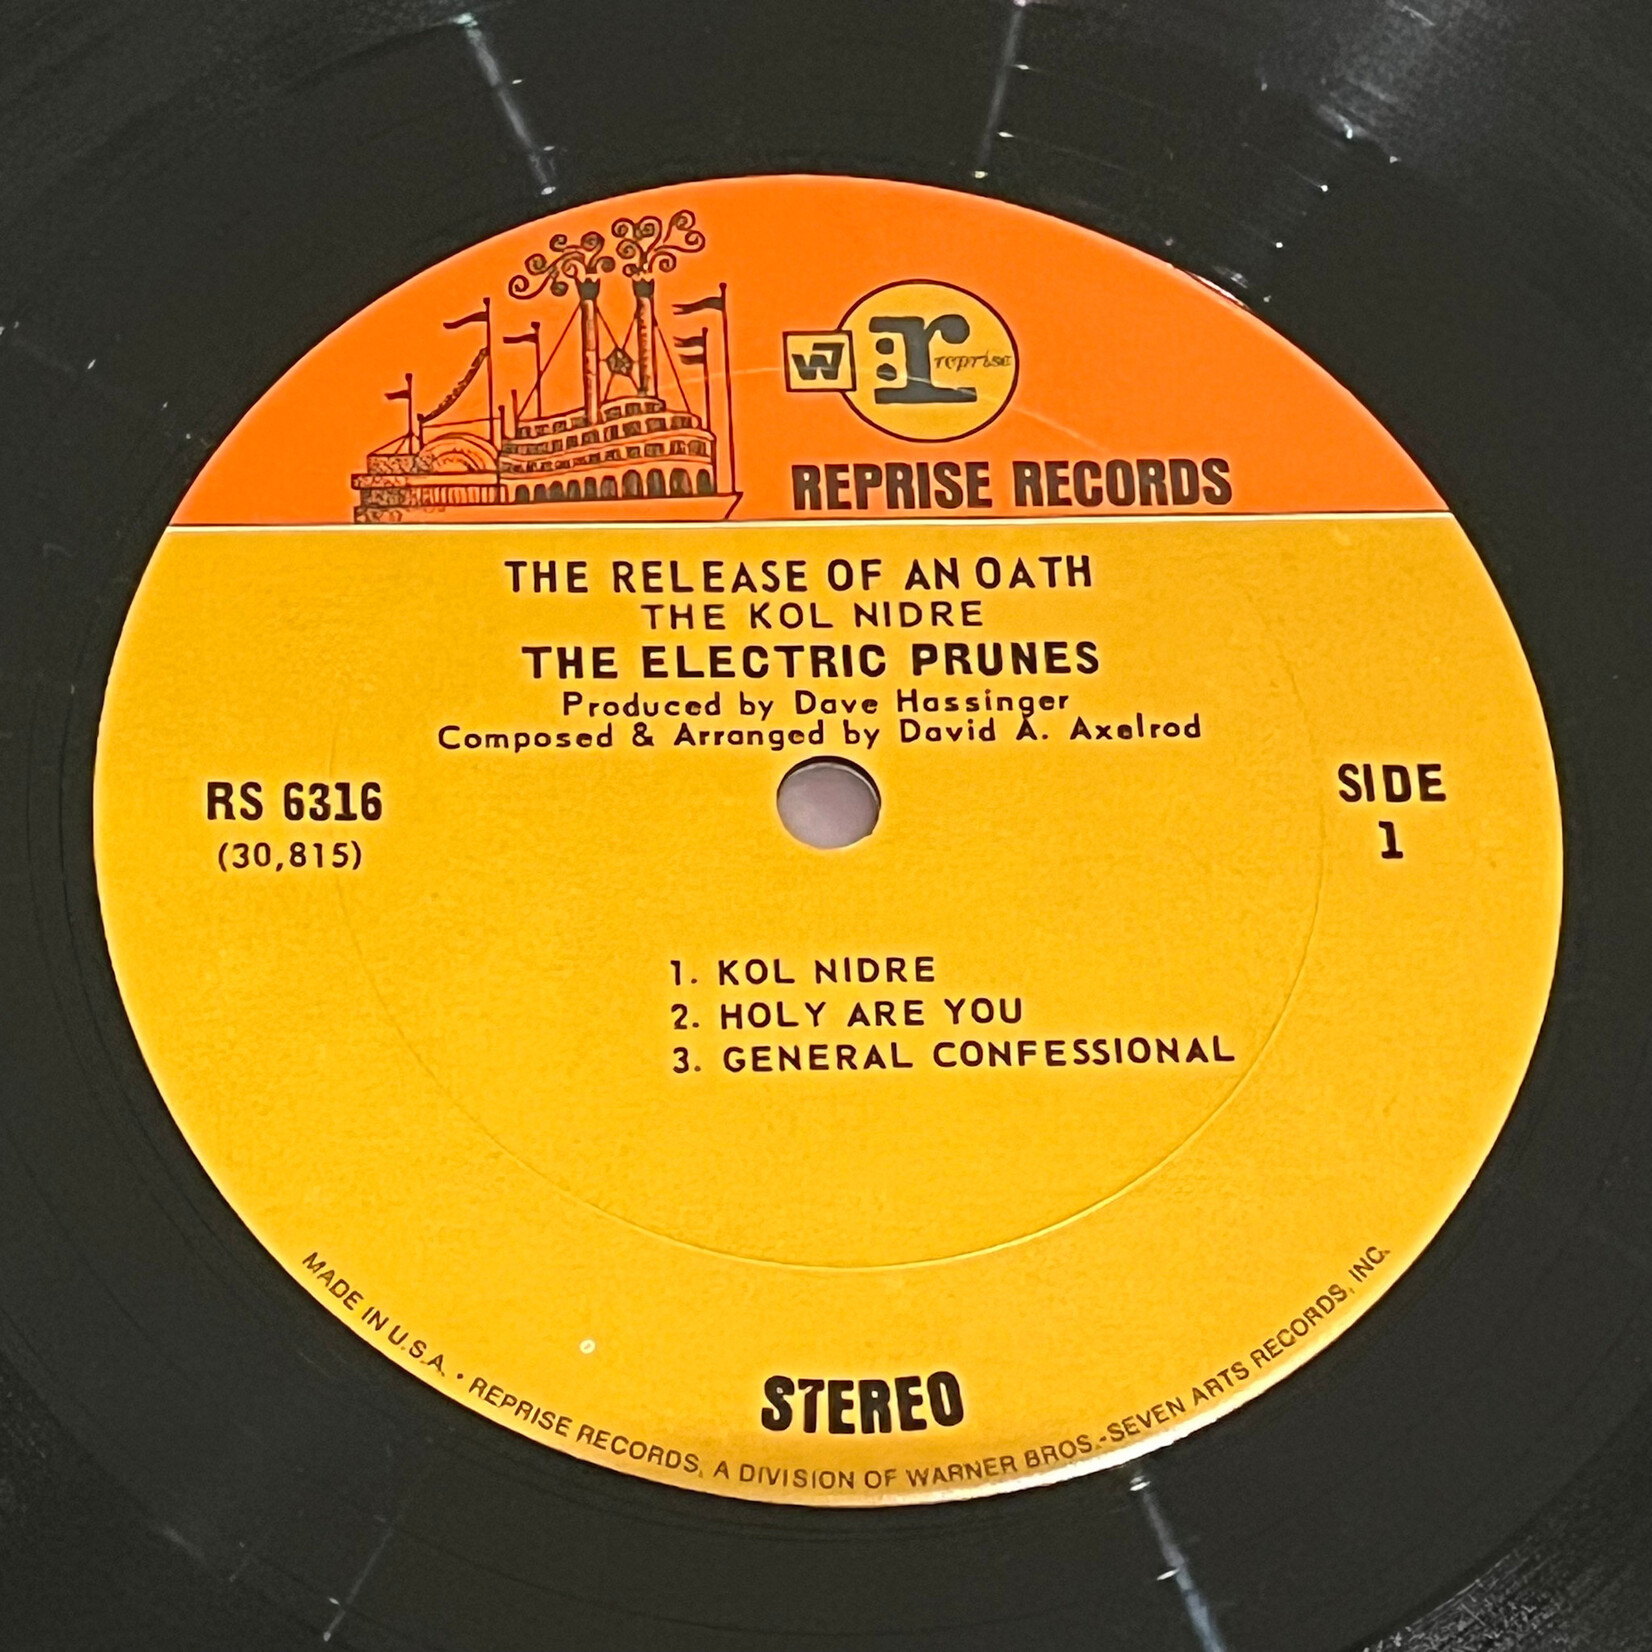 W7
r:
reprise
REPRISE RECORDS
THE RELEASE OF AN OATH
THE KOL NIDRE
THE ELECTRIC PRUNES
Produced by Dave Hassinger
Composed & Arranged by David A. Axelrod
RS 6316
(30,815)
SIDE
1
1. KOL NIDRE
2. HOLY ARE YOU
3. GENERAL CONFESSIONAL
STEREO
MADE IN U.S.A. • REPRISE RECORDS, A DIVISION OF WARNER BROS.-SEVEN ARTS RECORDS, INC.